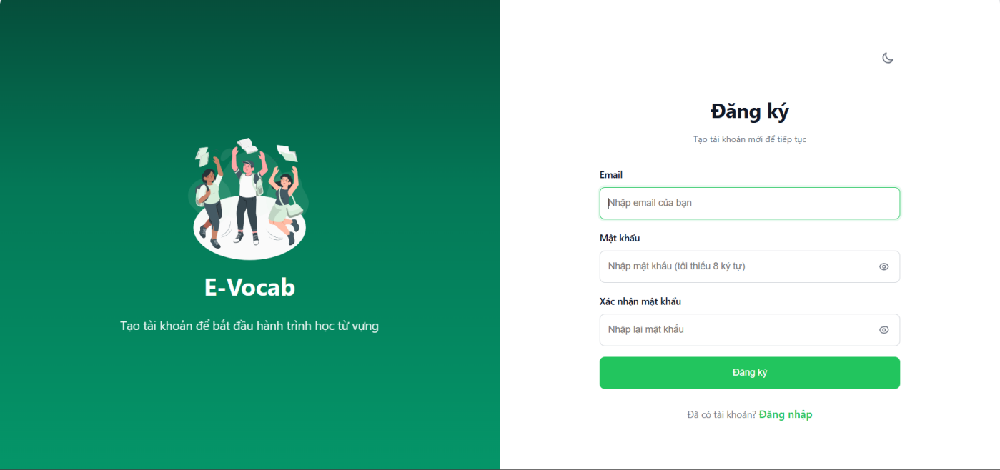 E-Vocab
Tạo tài khoản để bắt đầu hành trình học từ vựng
Đăng ký
Tạo tài khoản mới để tiếp tục
Email
Nhập email của bạn
Mật khẩu
Nhập mật khẩu (tối thiểu 8 ký tự)
Xác nhận mật khẩu
Nhập lại mật khẩu
Đăng ký
Đã có tài khoản? Đăng nhập